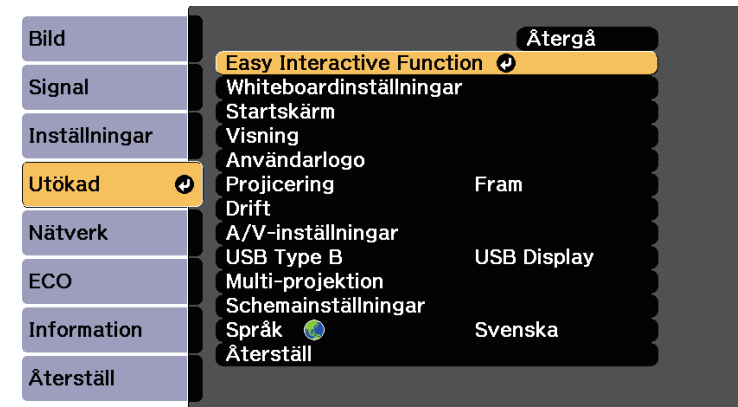 Bild
Signal
Inställningar
Utökad
Nätverk
ECO
Information
Återställ
Återgå
Easy Interactive Function
Whiteboardinställningar
Startskärm
Visning
Användarlogo
Projicering Fram
Drift
A/V-inställningar
USB Type B USB Display
Multi-projektion
Schemainställningar
Språk Svenska
Återställ